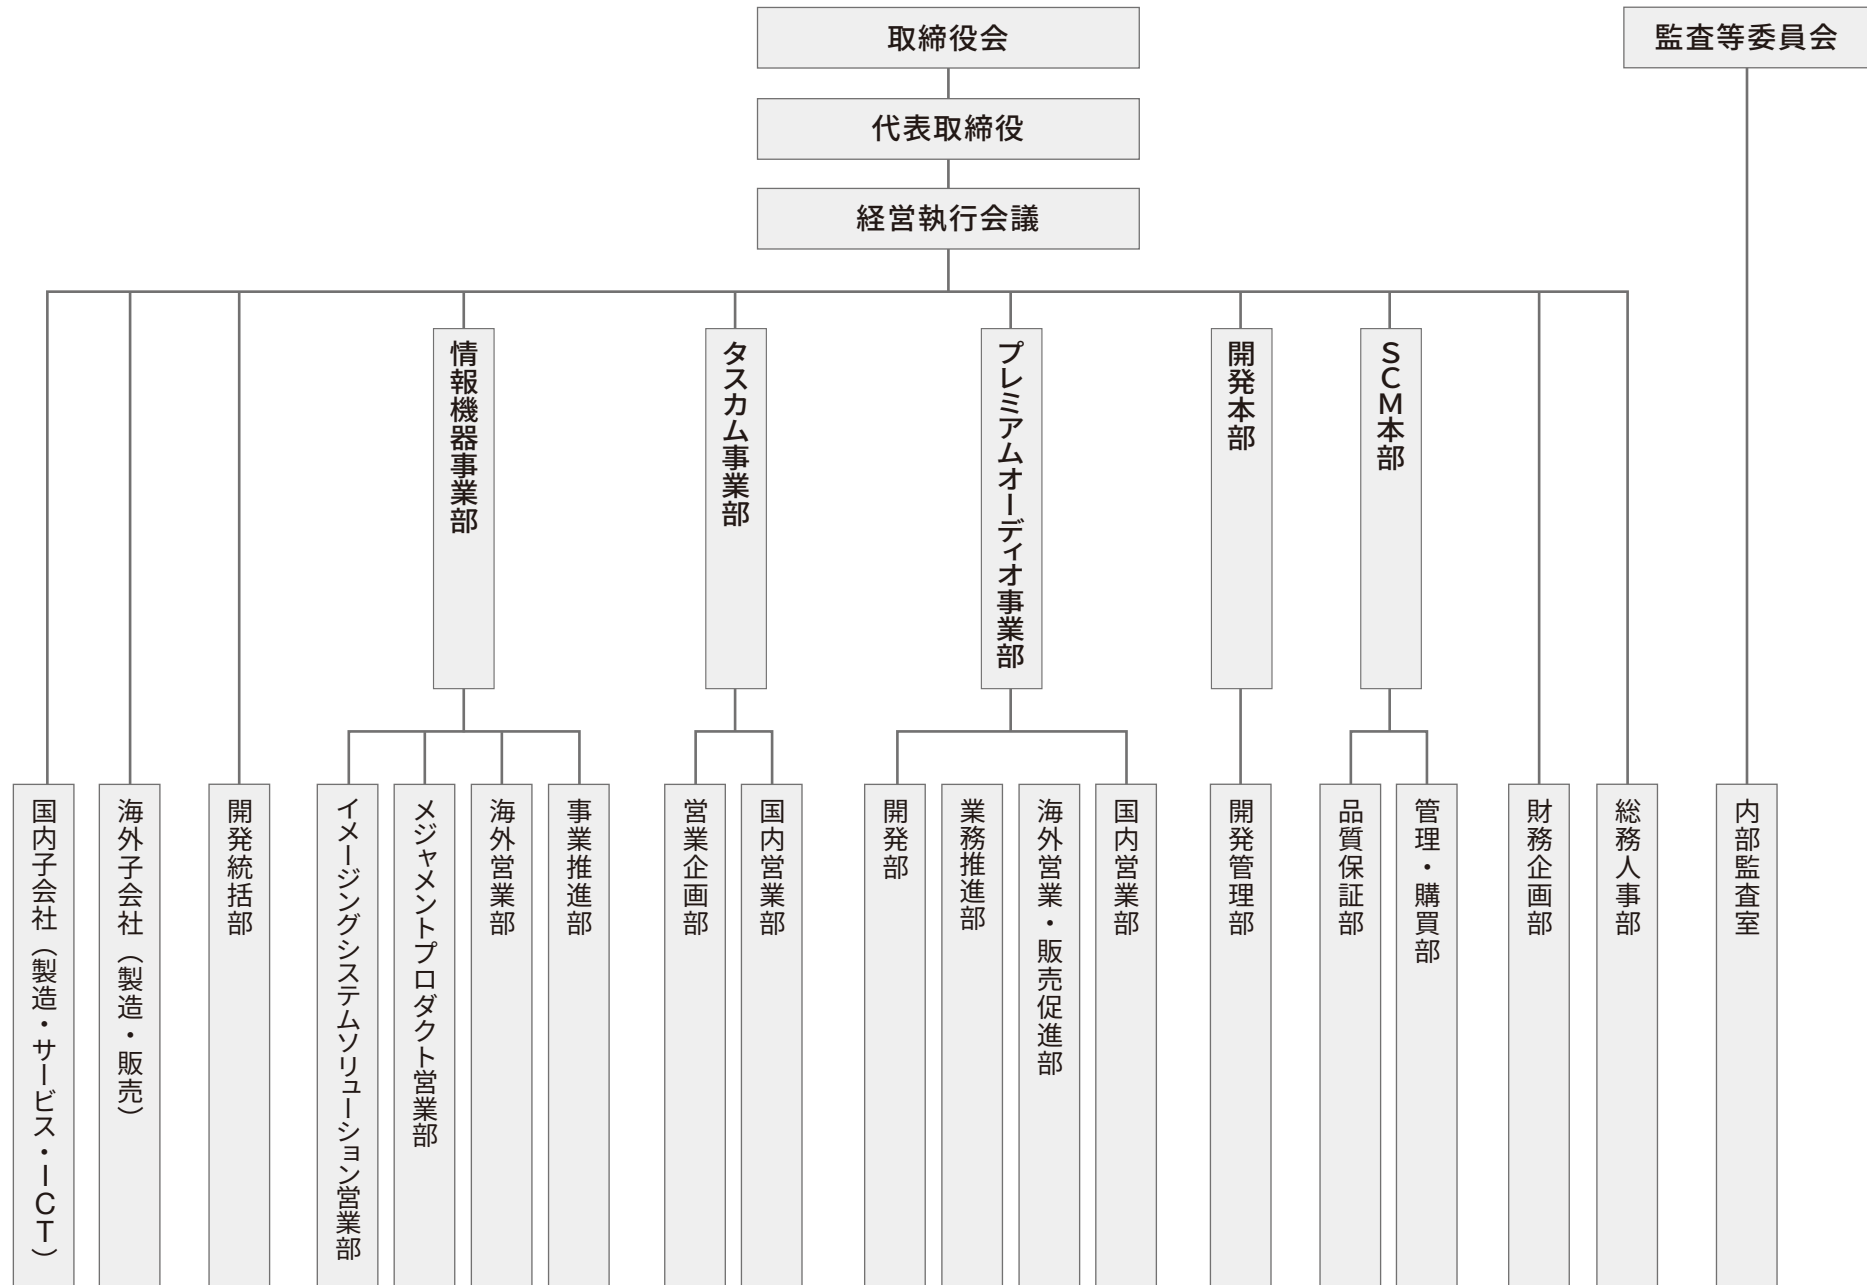 取締役会
監査等委員会
代表取締役
経営執行会議
情報機器事業部
タスカム事業部
プレミアムオーディオ事業部
開発本部
SCM本部
国内子会社（製造・サービス・ICT）
海外子会社（製造・販売）
開発統括部
イメージングシステムソリューション営業部
メジャメントプロダクト営業部
海外営業部
事業推進部
営業企画部
国内営業部
開発部
業務推進部
海外営業・販売促進部
国内営業部
開発管理部
品質保証部
管理・購買部
財務企画部
総務人事部
内部監査室